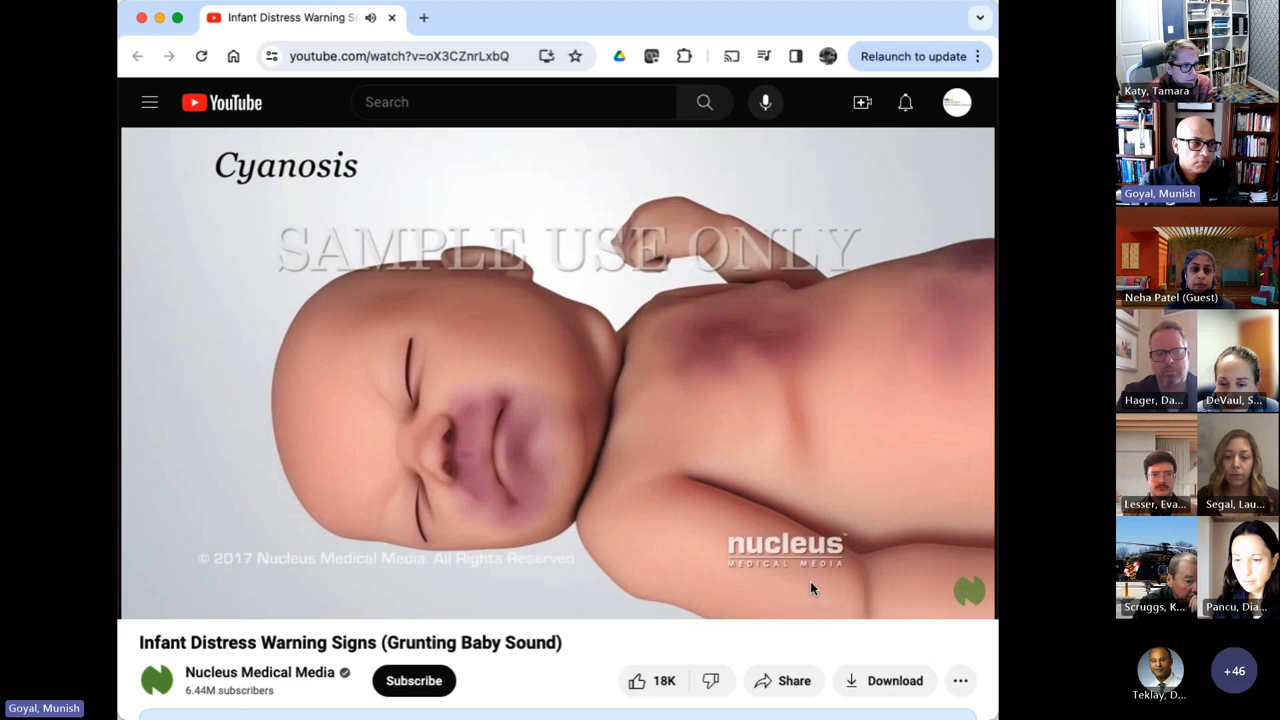 Infant Distress Warning Si
youtube.com/watch?v=oX3CZnrLxbQ
Relaunch to update
YouTube
Search
Cyanosis
SAMPLE USE ONLY
© 2017 Nucleus Medical Media. All Rights Reserved
nucleus
MEDICAL MEDIA
Infant Distress Warning Signs (Grunting Baby Sound)
Nucleus Medical Media
6.44M subscribers
Subscribe
18K
Share
Download
Goyal, Munish
Katy, Tamara
Goyal, Munish
Neha Patel (Guest)
Hager, Da...
DeVaul, S...
Lesser, Eva...
Segal, Lau...
Scruggs, K...
Pancu, Dia...
Teklay, D...
+46